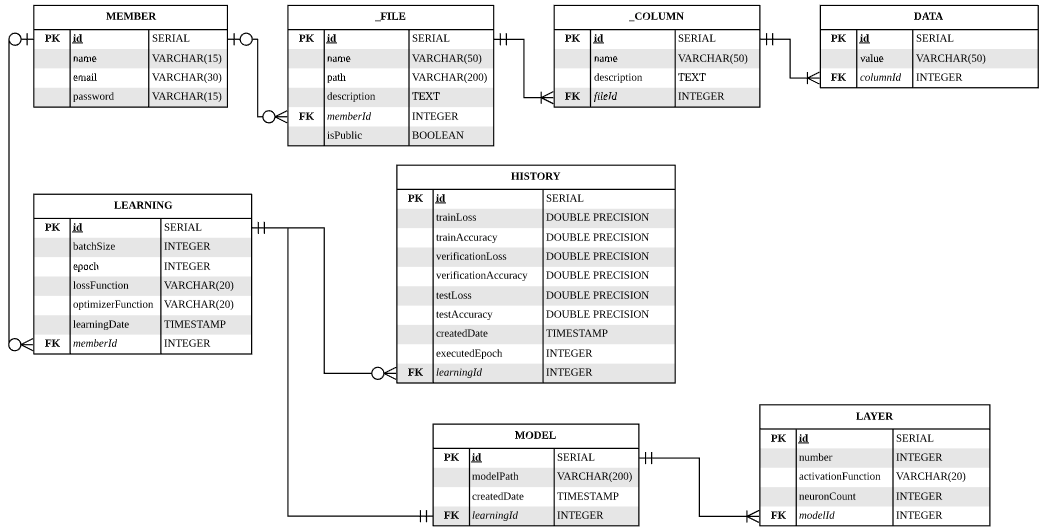 MEMBER
PK id SERIAL
name VARCHAR(15)
email VARCHAR(30)
password VARCHAR(15)
_FILE
PK id SERIAL
name VARCHAR(50)
path VARCHAR(200)
description TEXT
FK memberId INTEGER
isPublic BOOLEAN
_COLUMN
PK id SERIAL
name VARCHAR(50)
description TEXT
FK fileId INTEGER
DATA
PK id SERIAL
value VARCHAR(50)
FK columnId INTEGER
LEARNING
PK id SERIAL
batchSize INTEGER
epoch INTEGER
lossFunction VARCHAR(20)
optimizerFunction VARCHAR(20)
learningDate TIMESTAMP
FK memberId INTEGER
HISTORY
PK id SERIAL
trainLoss DOUBLE PRECISION
trainAccuracy DOUBLE PRECISION
verificationLoss DOUBLE PRECISION
verificationAccuracy DOUBLE PRECISION
testLoss DOUBLE PRECISION
testAccuracy DOUBLE PRECISION
createdDate TIMESTAMP
executedEpoch INTEGER
FK learningId INTEGER
MODEL
PK id SERIAL
modelPath VARCHAR(200)
createdDate TIMESTAMP
FK learningId INTEGER
LAYER
PK id SERIAL
number INTEGER
activationFunction VARCHAR(20)
neuronCount INTEGER
FK modelId INTEGER